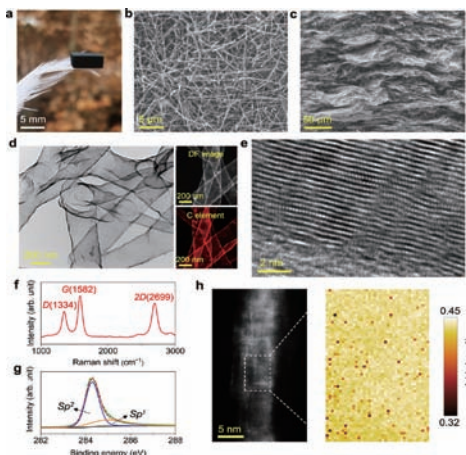 a
b
c
5 mm
5 μm
50 μm
d
DF image
200 nm
C element
200 nm
e
2 nm
f
Intensity (arb. unit)
D(1334)
G(1582)
2D(2699)
1000
2000
3000
Raman shift (cm⁻¹)
g
Intensity (arb. unit)
Sp²
Sp³
282
284
286
288
Binding energy (eV)
h
5 nm
0.45
0.32